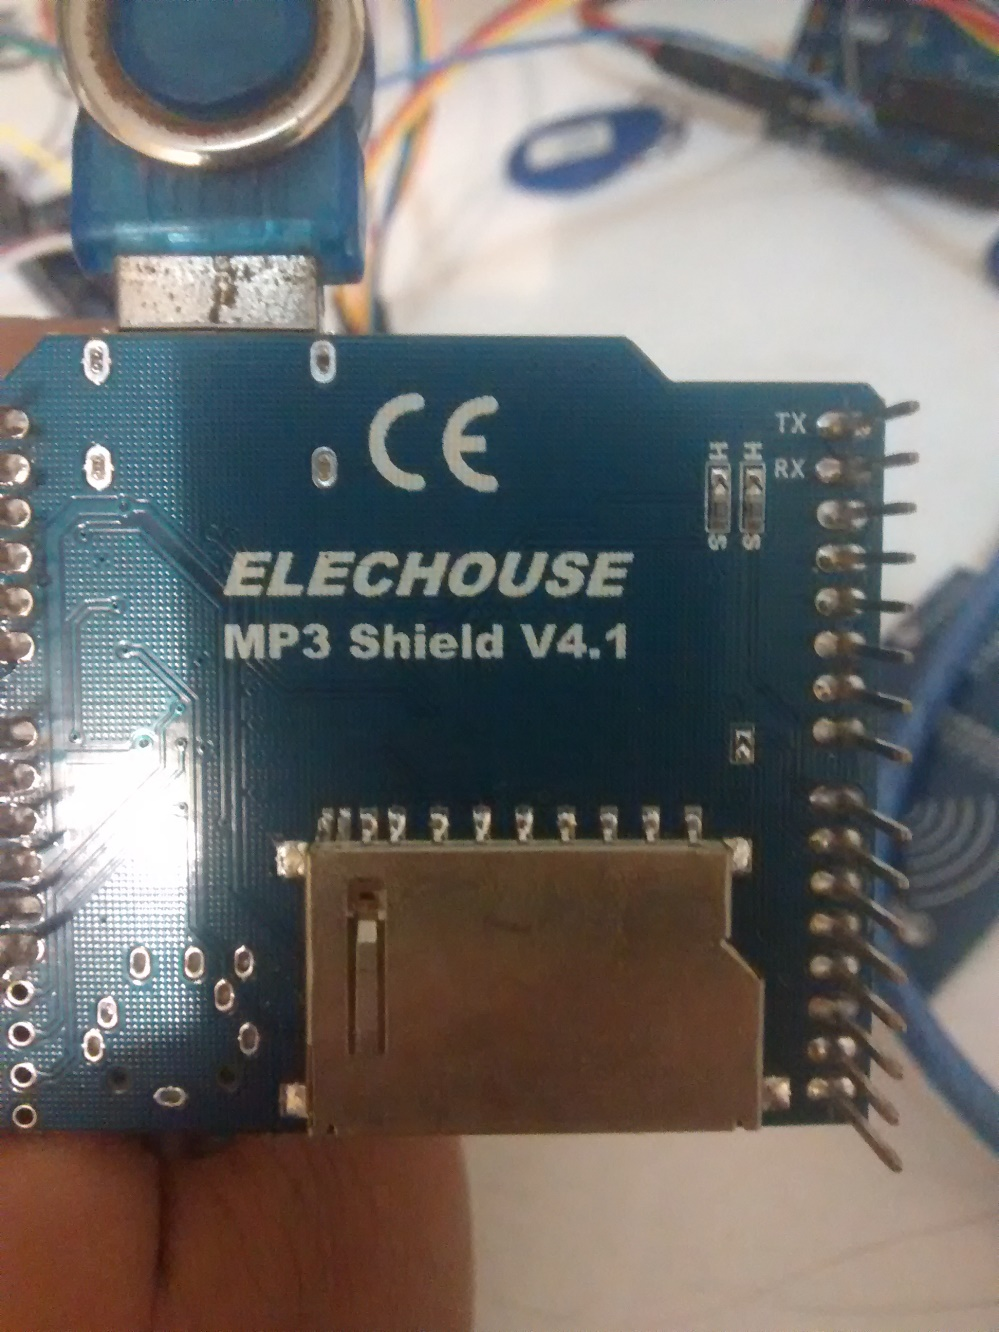 CE
TX
H H
RX
S S
ELECHOUSE
MP3 Shield V4.1